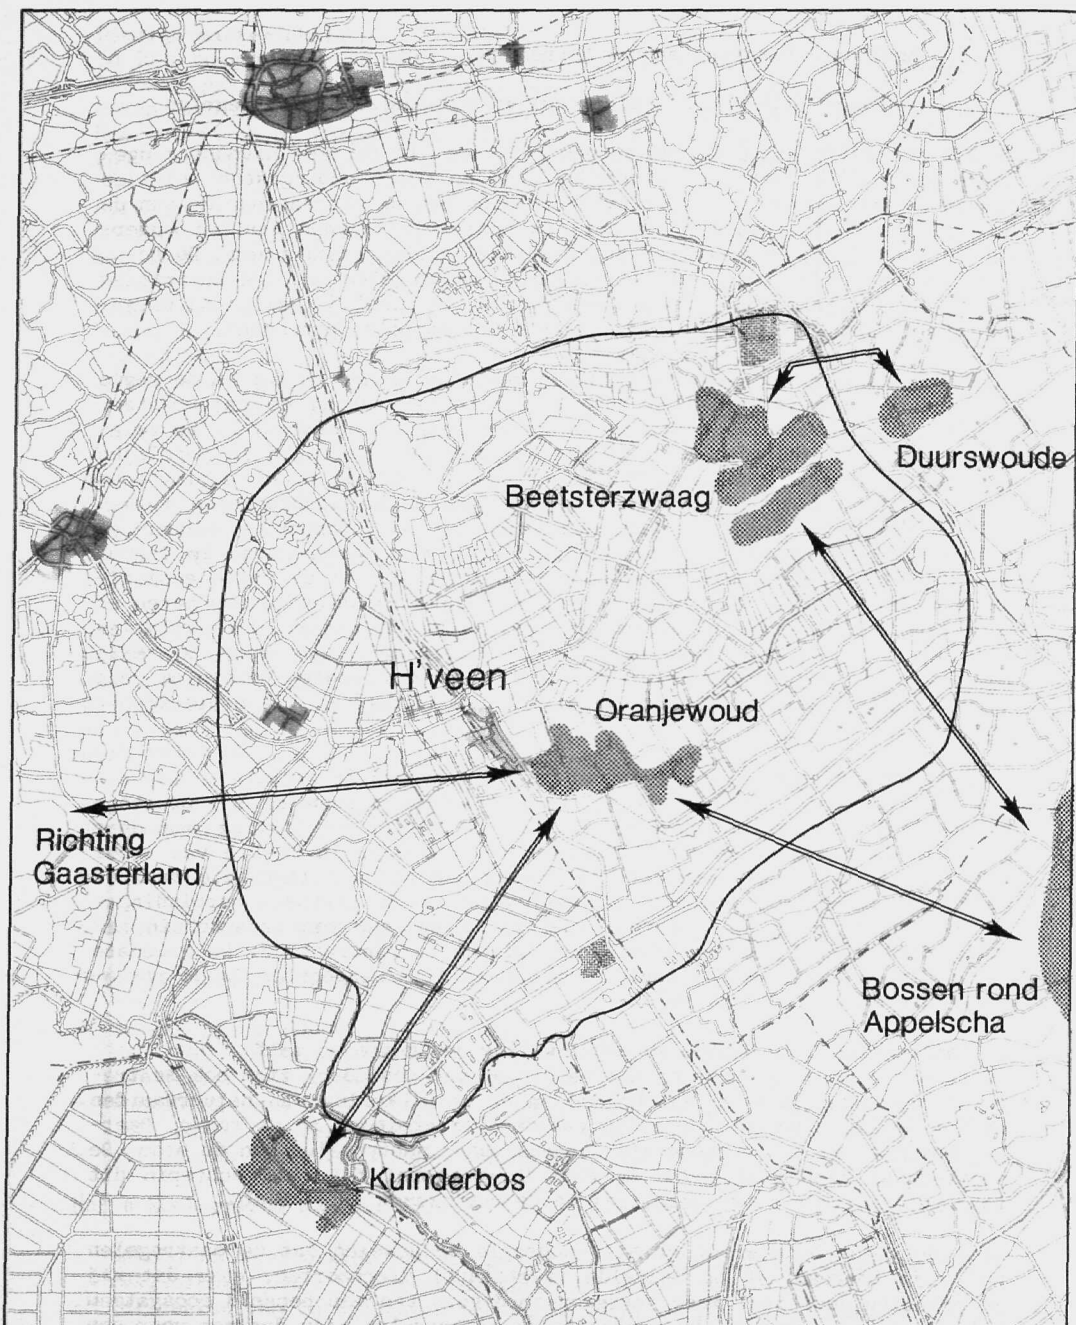 Duurswoude
Beetsterzwaag
H'veen
Oranjewoud
Richting
Gaasterland
Bossen rond
Appelscha
Kuinderbos